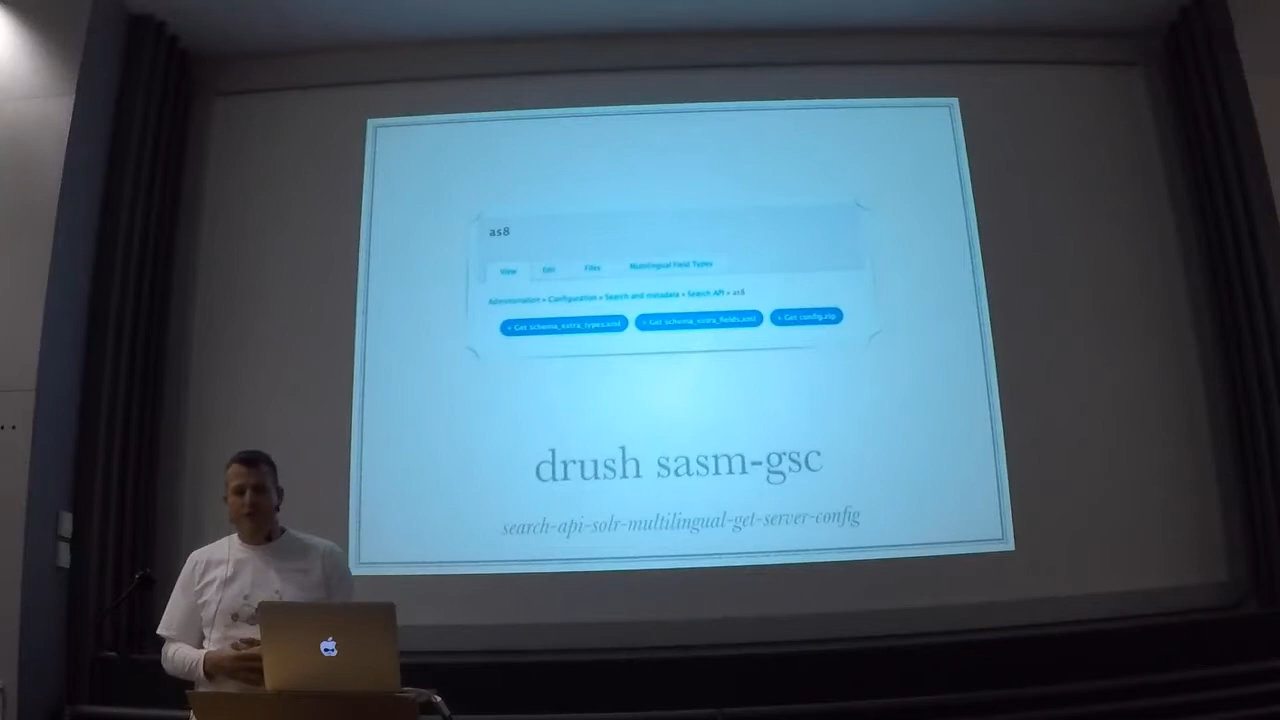 as8
View Edit Files Multilingual Field Types
Administration » Configuration » Search and metadata » Search API » as8
+ Get schema_extra_types.xml + Get schema_extra_fields.xml + Get config.zip
drush sasm-gsc
search-api-solr-multilingual-get-server-config